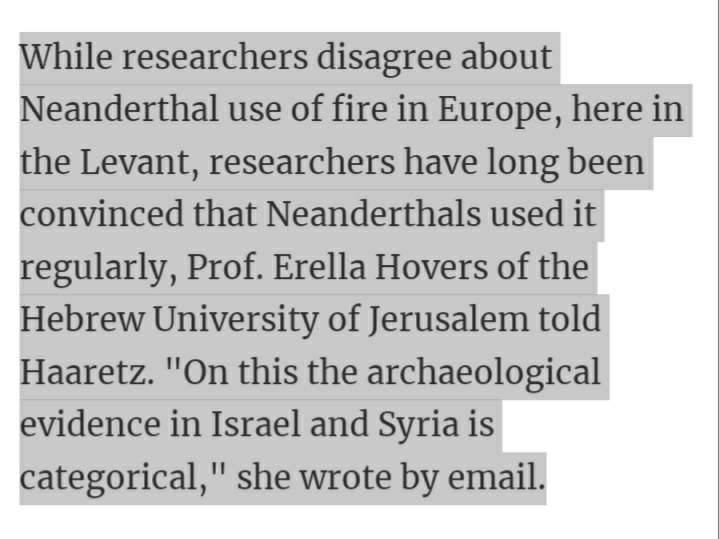 While researchers disagree about
Neanderthal use of fire in Europe, here in
the Levant, researchers have long been
convinced that Neanderthals used it
regularly, Prof. Erella Hovers of the
Hebrew University of Jerusalem told
Haaretz. "On this the archaeological
evidence in Israel and Syria is
categorical," she wrote by email.